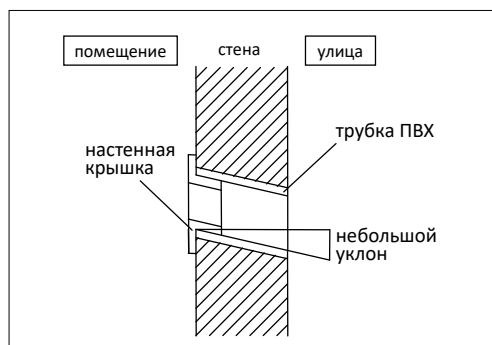 помещение
стена
улица
трубка ПВХ
настенная
крышка
небольшой
уклон